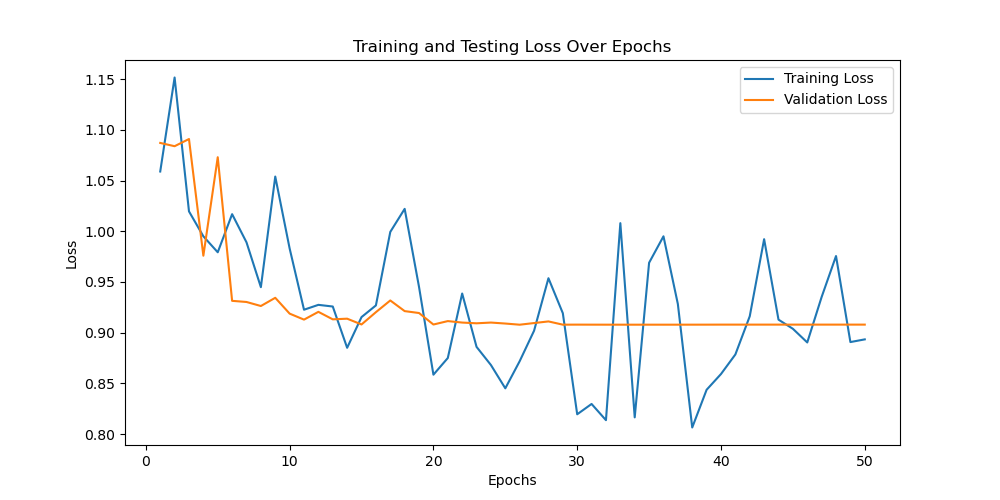 Training and Testing Loss Over Epochs
Training Loss
Validation Loss
Loss
1.15
1.10
1.05
1.00
0.95
0.90
0.85
0.80
0 10 20 30 40 50
Epochs